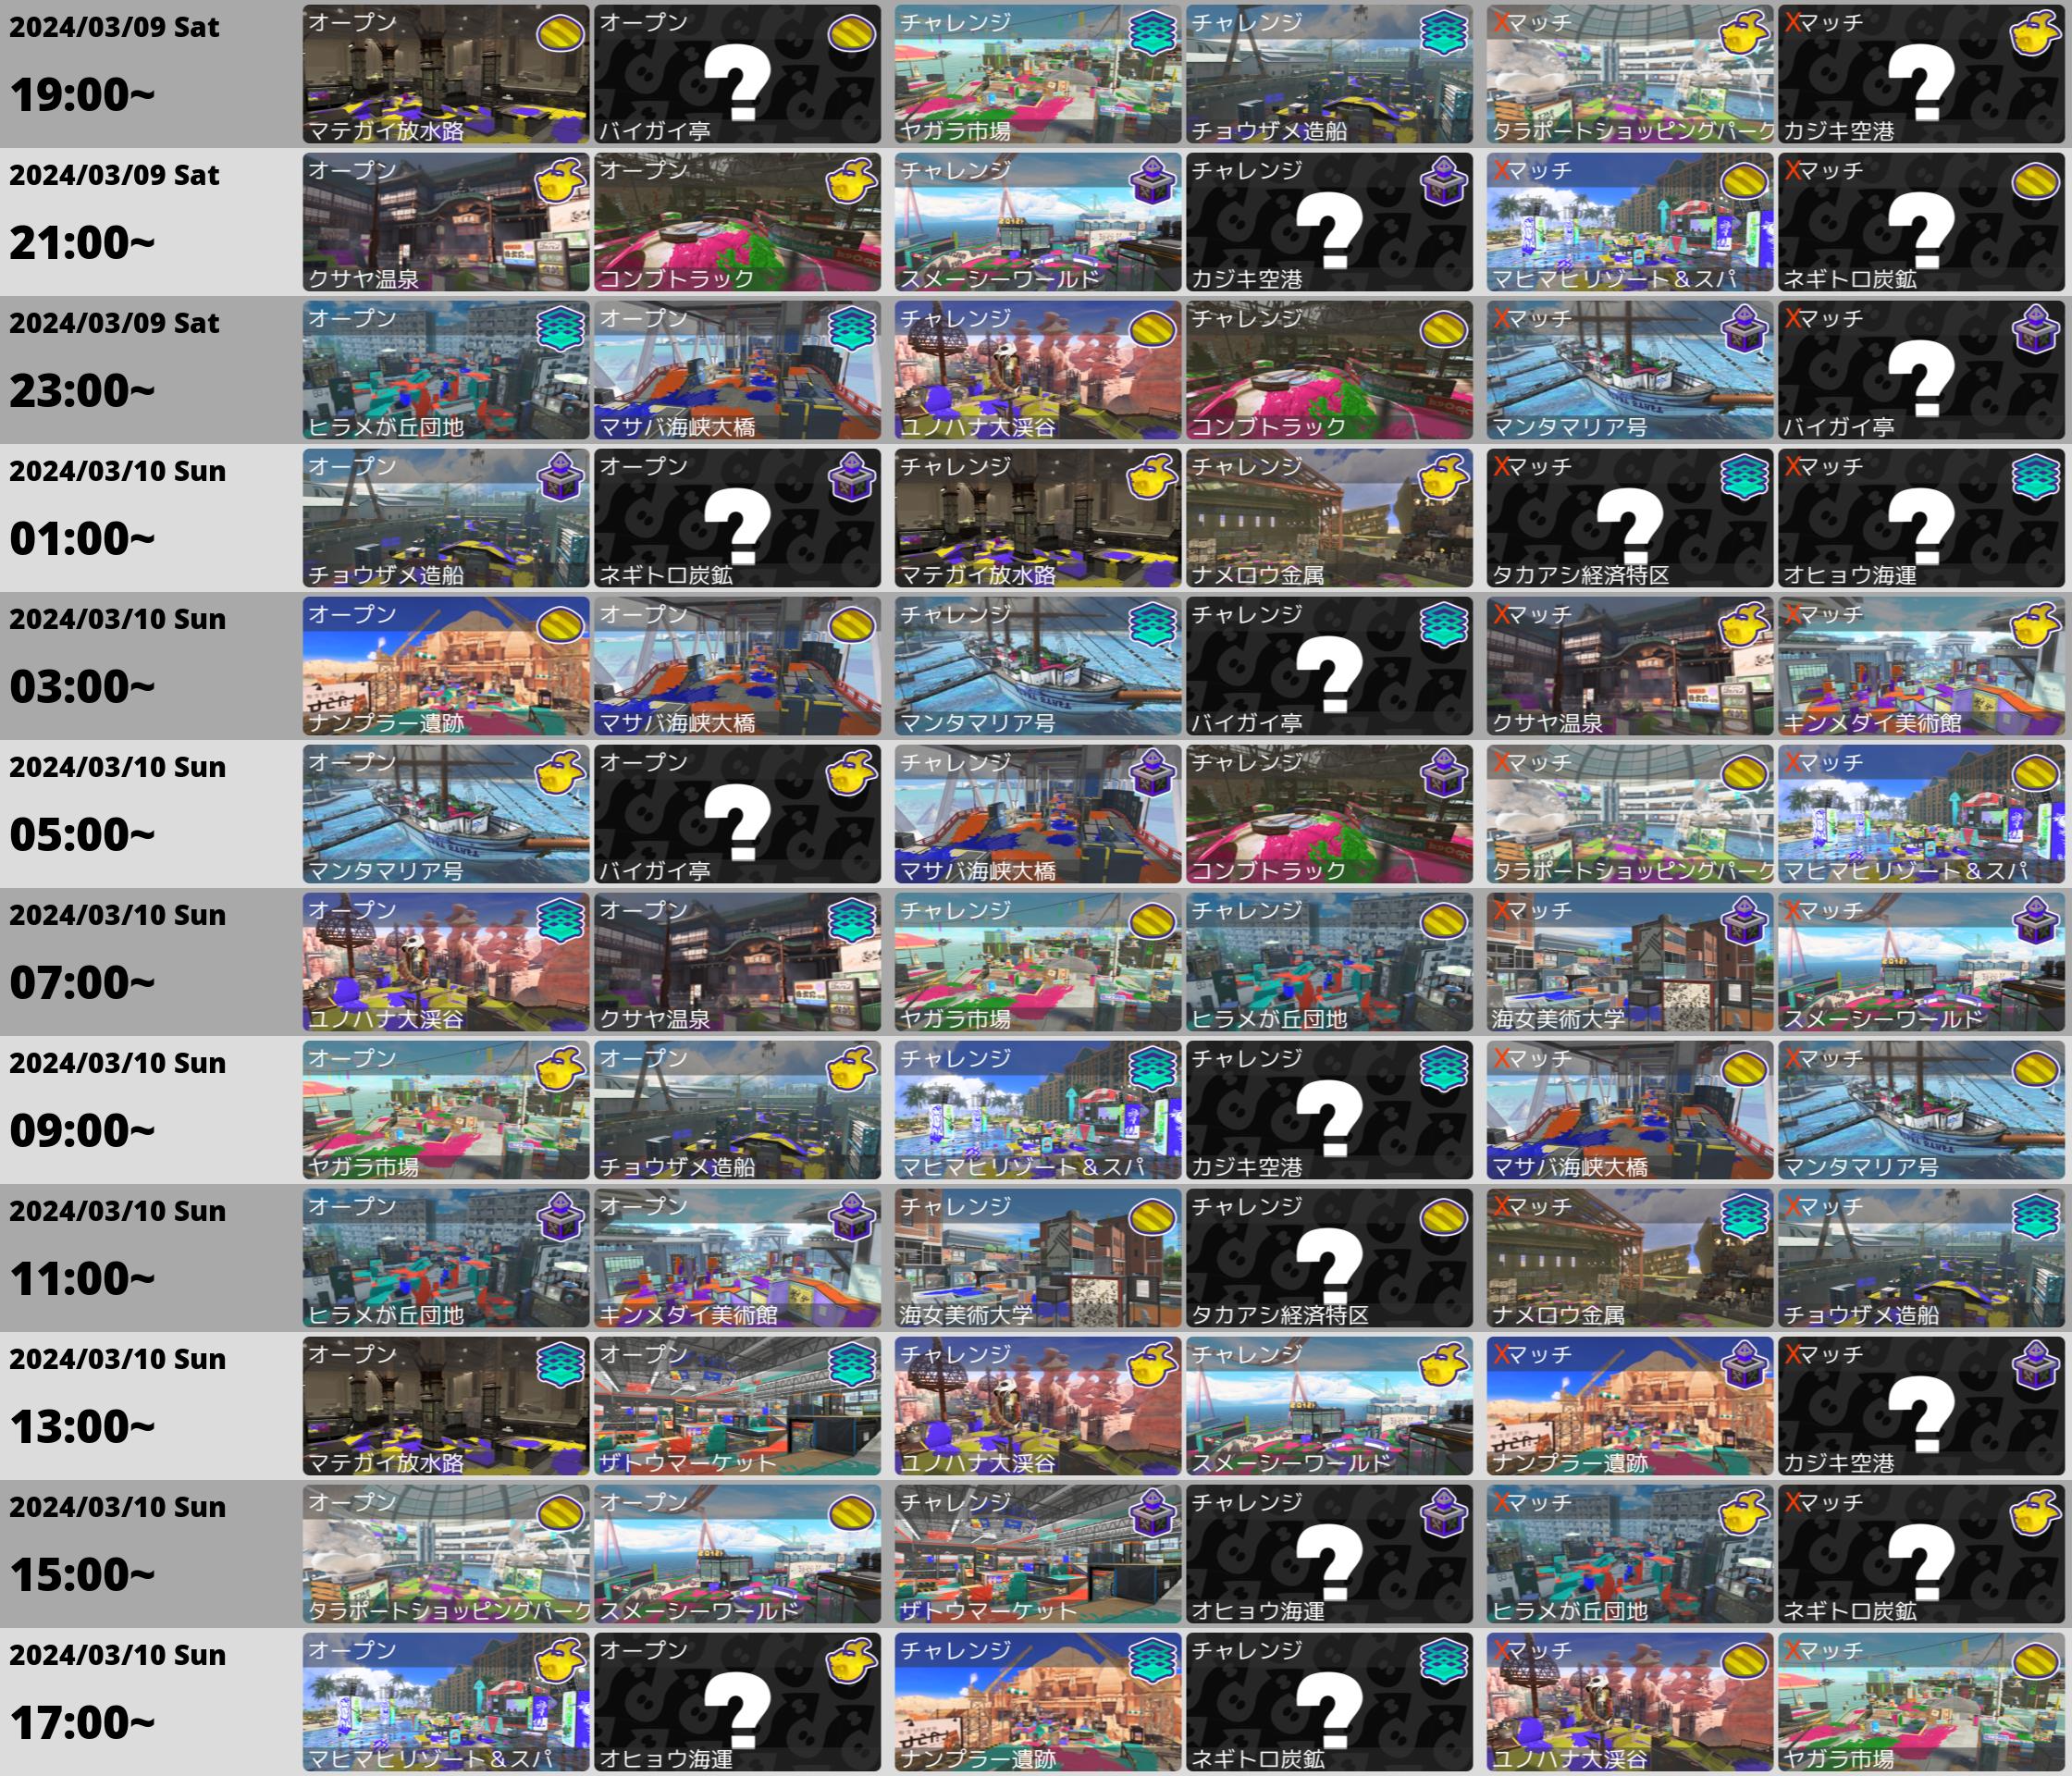 2024/03/09 Sat
19:00~
オープン
マテガイ放水路
オープン
バイガイ亭
チャレンジ
ヤガラ市場
チャレンジ
チョウザメ造船
Xマッチ
タラポートショッピングパーク
Xマッチ
カジキ空港
2024/03/09 Sat
21:00~
オープン
クサヤ温泉
オープン
コンブトラック
チャレンジ
スメーシーワールド
チャレンジ
カジキ空港
Xマッチ
マヒマヒリゾート&スパ
Xマッチ
ネギトロ炭鉱
2024/03/09 Sat
23:00~
オープン
ヒラメが丘団地
オープン
マサバ海峡大橋
チャレンジ
ユノハナ大渓谷
チャレンジ
コンブトラック
Xマッチ
マンタマリア号
Xマッチ
バイガイ亭
2024/03/10 Sun
01:00~
オープン
チョウザメ造船
オープン
ネギトロ炭鉱
チャレンジ
マテガイ放水路
チャレンジ
ナメロウ金属
Xマッチ
タカアシ経済特区
Xマッチ
オヒョウ海運
2024/03/10 Sun
03:00~
オープン
ナンプラー遺跡
オープン
マサバ海峡大橋
チャレンジ
マンタマリア号
チャレンジ
バイガイ亭
Xマッチ
クサヤ温泉
Xマッチ
キンメダイ美術館
2024/03/10 Sun
05:00~
オープン
マンタマリア号
オープン
バイガイ亭
チャレンジ
マサバ海峡大橋
チャレンジ
コンブトラック
Xマッチ
タラポートショッピングパーク
Xマッチ
マヒマヒリゾート&スパ
2024/03/10 Sun
07:00~
オープン
ユノハナ大渓谷
オープン
クサヤ温泉
チャレンジ
ヤガラ市場
チャレンジ
ヒラメが丘団地
Xマッチ
海女美術大学
Xマッチ
スメーシーワールド
2024/03/10 Sun
09:00~
オープン
ヤガラ市場
オープン
チョウザメ造船
チャレンジ
マヒマヒリゾート&スパ
チャレンジ
カジキ空港
Xマッチ
マサバ海峡大橋
Xマッチ
マンタマリア号
2024/03/10 Sun
11:00~
オープン
ヒラメが丘団地
オープン
キンメダイ美術館
チャレンジ
海女美術大学
チャレンジ
タカアシ経済特区
Xマッチ
ナメロウ金属
Xマッチ
チョウザメ造船
2024/03/10 Sun
13:00~
オープン
マテガイ放水路
オープン
ザトウマーケット
チャレンジ
ユノハナ大渓谷
チャレンジ
スメーシーワールド
Xマッチ
ナンプラー遺跡
Xマッチ
カジキ空港
2024/03/10 Sun
15:00~
オープン
タラポートショッピングパーク
オープン
スメーシーワールド
チャレンジ
ザトウマーケット
チャレンジ
オヒョウ海運
Xマッチ
ヒラメが丘団地
Xマッチ
ネギトロ炭鉱
2024/03/10 Sun
17:00~
オープン
マヒマヒリゾート&スパ
オープン
オヒョウ海運
チャレンジ
ナンプラー遺跡
チャレンジ
ネギトロ炭鉱
Xマッチ
ユノハナ大渓谷
Xマッチ
ヤガラ市場